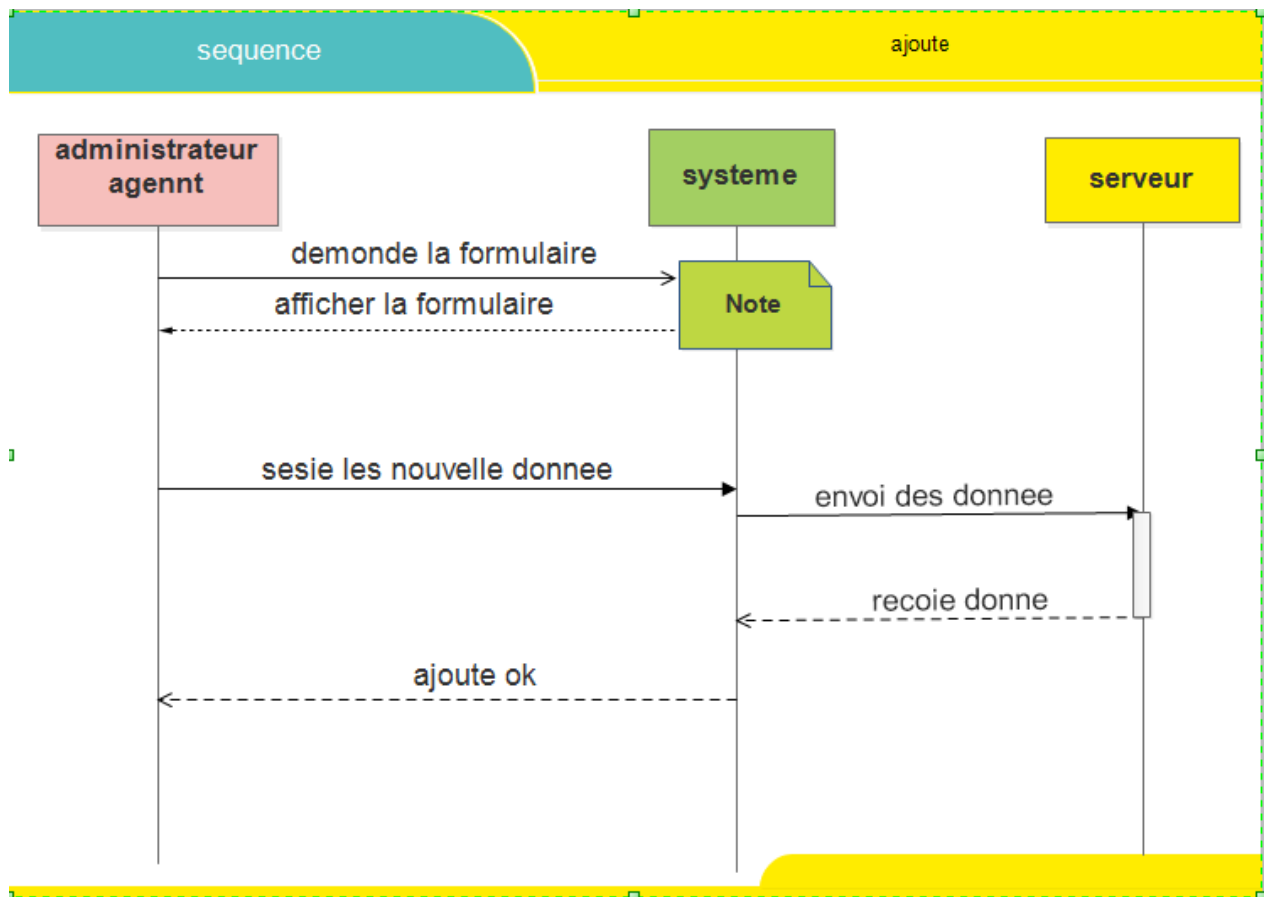 sequence
ajoute
administrateur
agennt
systeme
serveur
demonde la formulaire
afficher la formulaire
Note
sesie les nouvelle donnee
envoi des donnee
recoie donne
ajoute ok